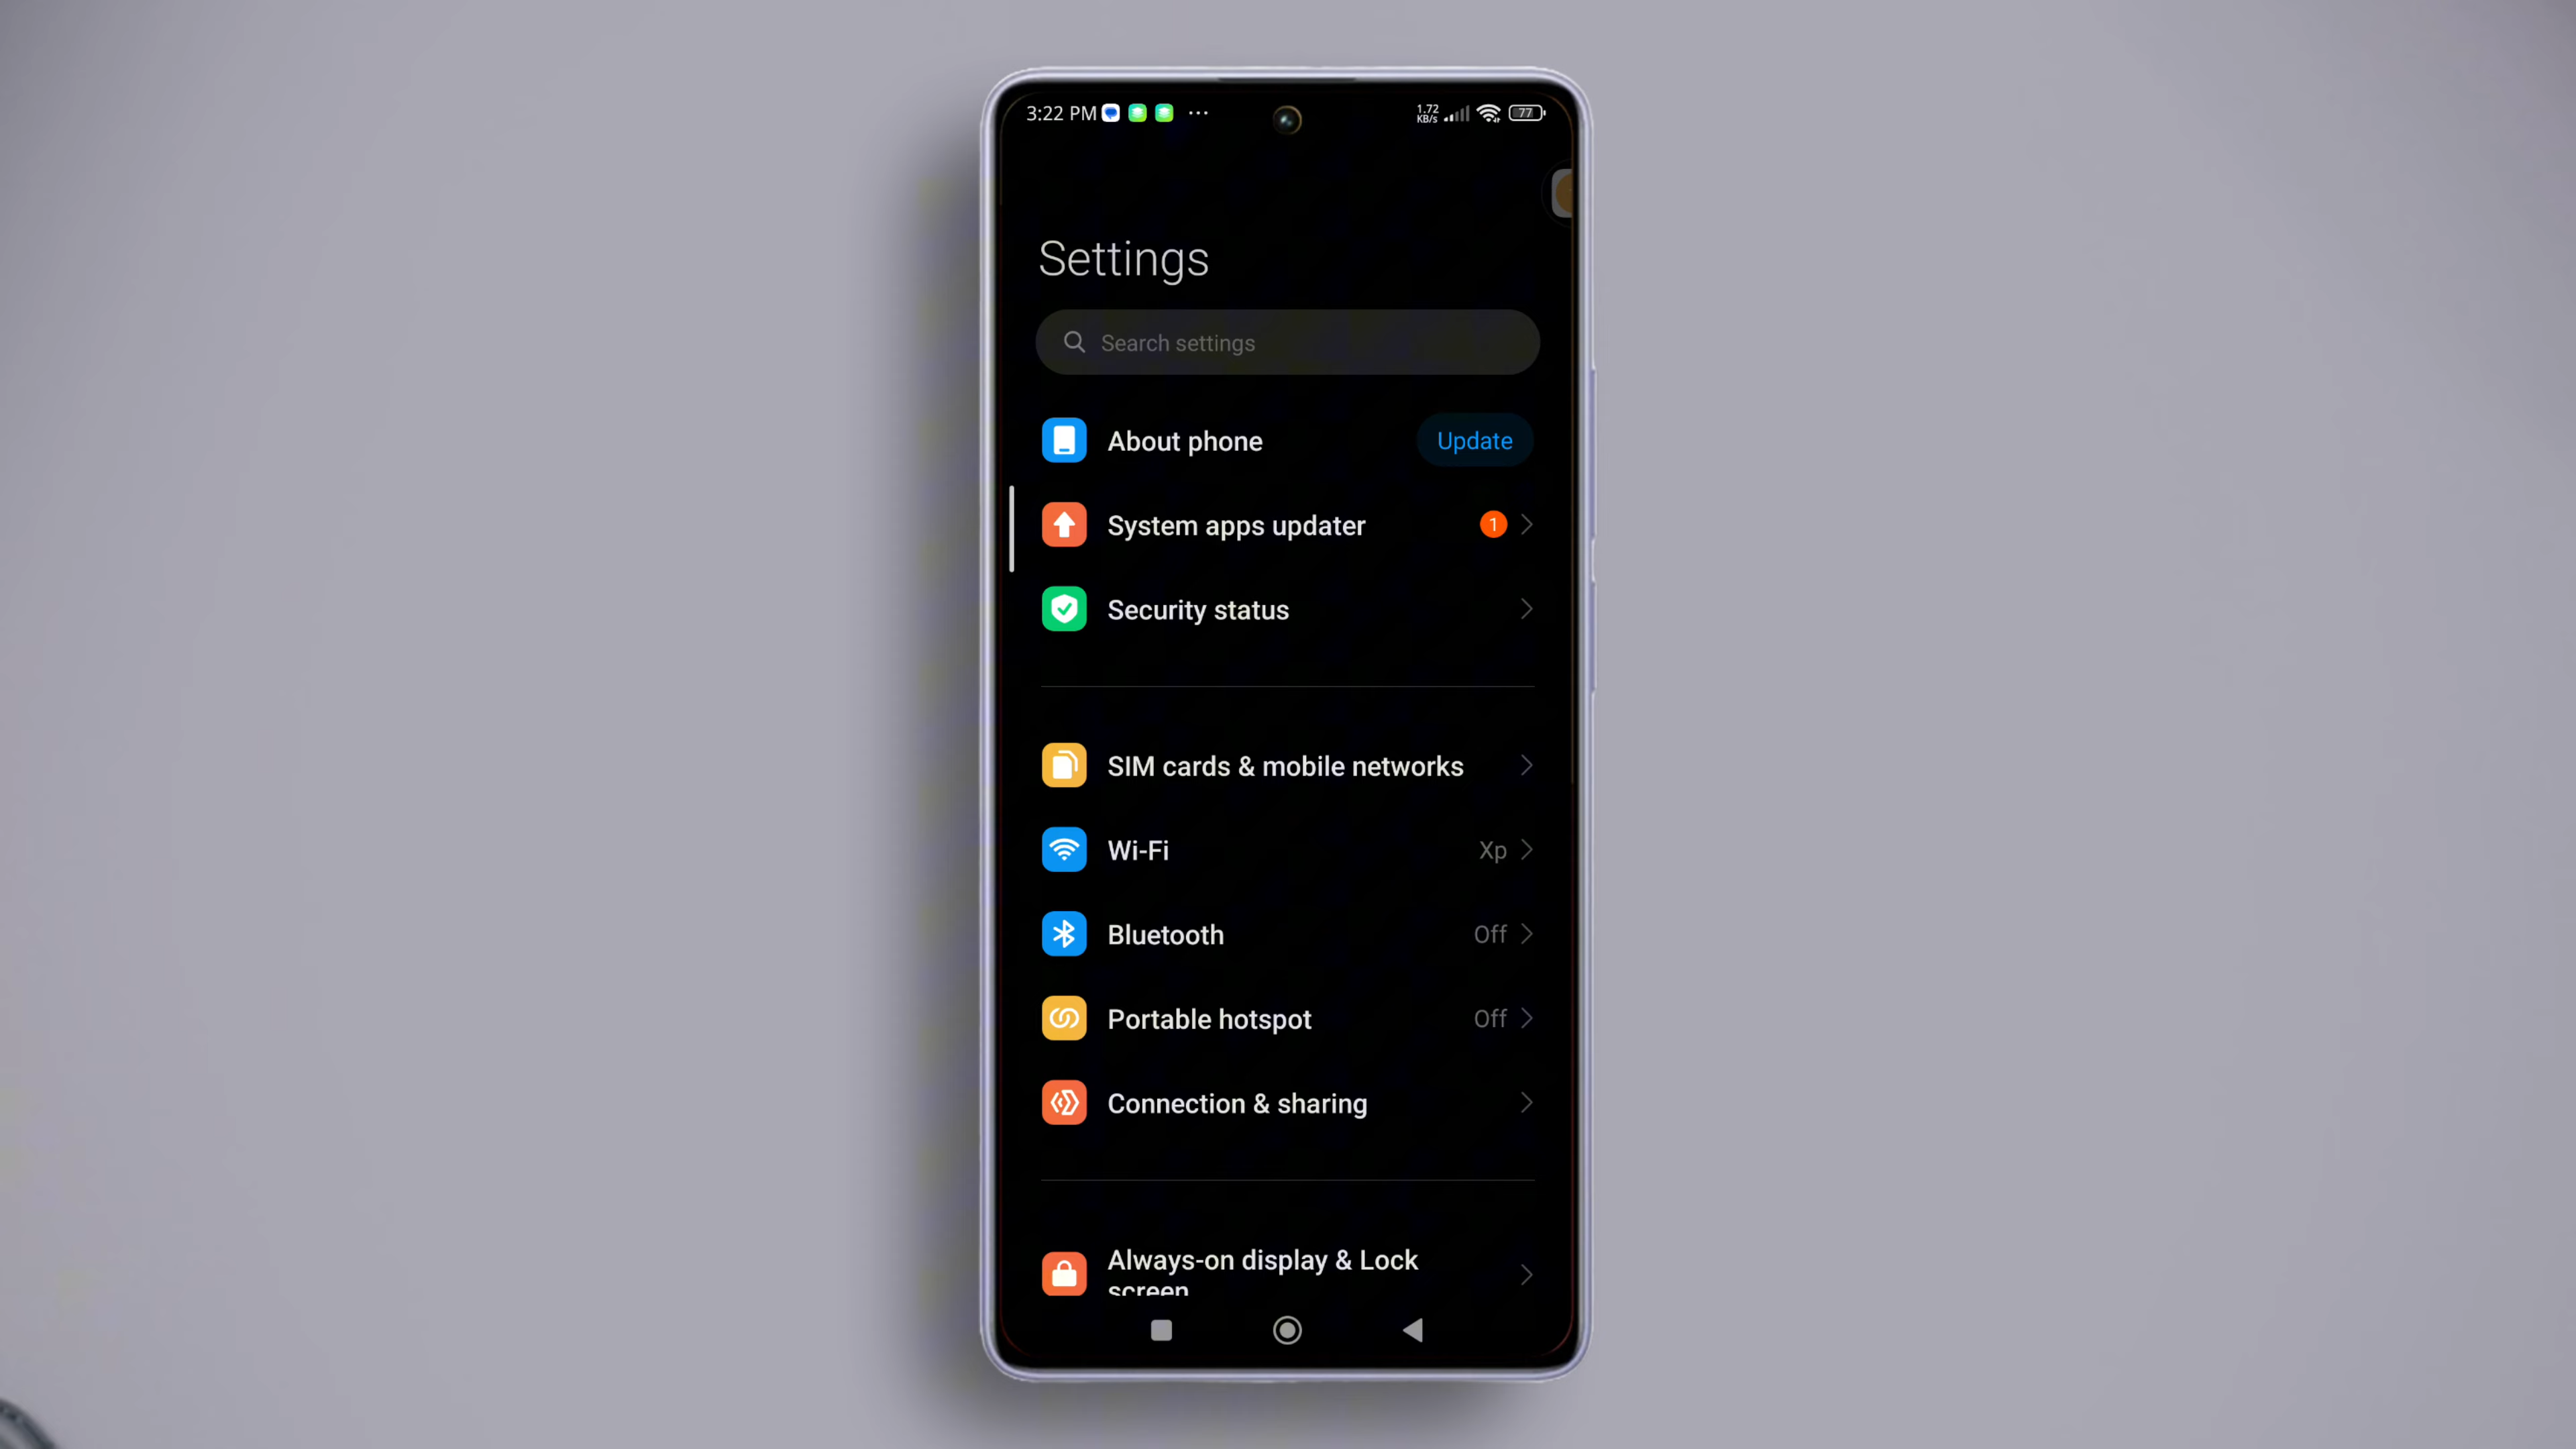 3:22 PM ... 1.72 KB/s 77
Settings
Search settings
About phone Update
System apps updater 1
Security status
SIM cards & mobile networks
Wi-Fi Xp
Bluetooth Off
Portable hotspot Off
Connection & sharing
Always-on display & Lock
screen